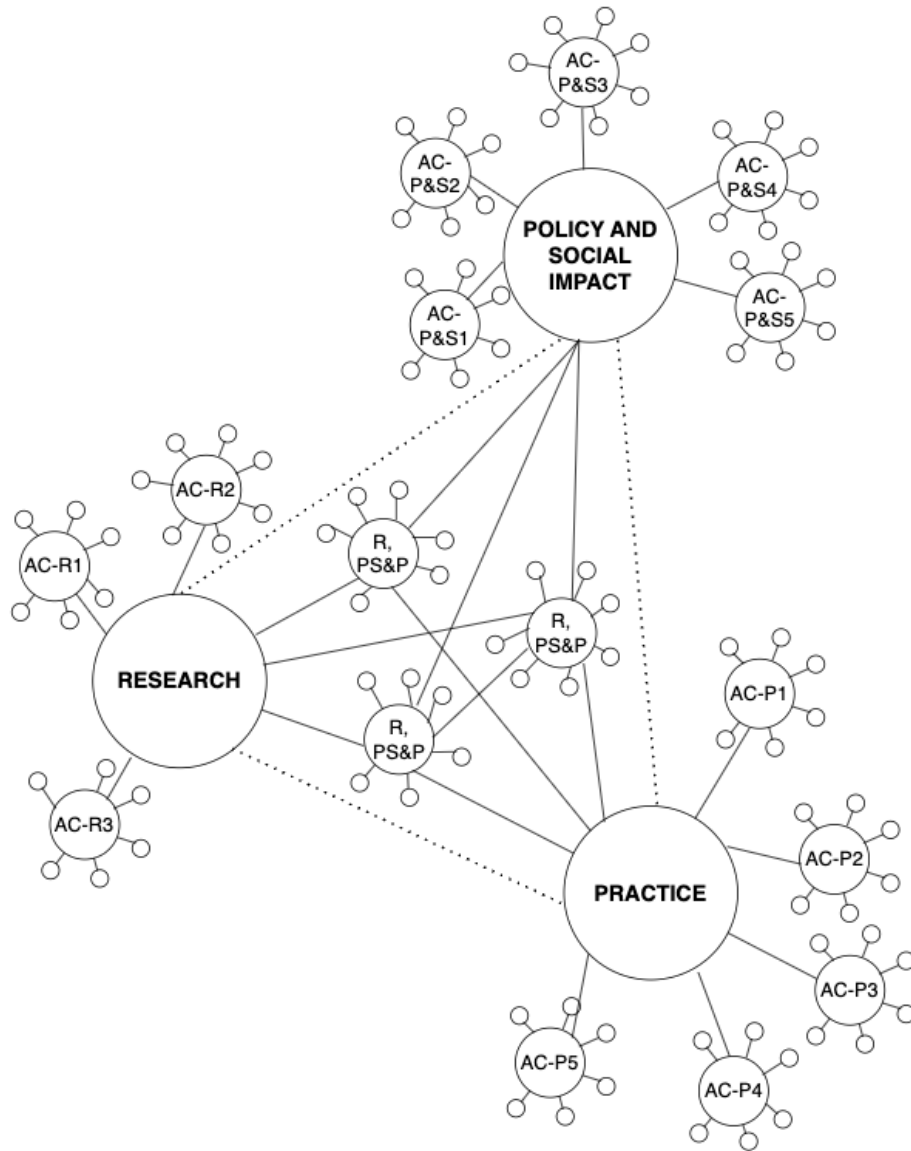 AC-
P&S3
AC-
P&S2
AC-
P&S4
POLICY AND
SOCIAL
IMPACT
AC-
P&S1
AC-
P&S5
AC-R2
AC-R1
R,
PS&P
R,
PS&P
RESEARCH
AC-P1
R,
PS&P
AC-R3
AC-P2
PRACTICE
AC-P3
AC-P5
AC-P4